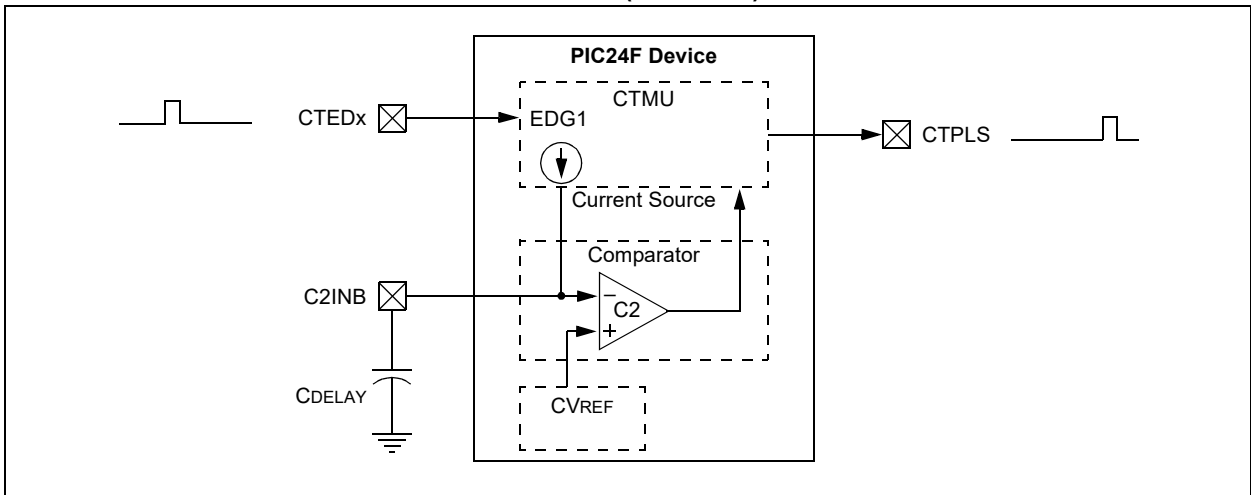 PIC24F Device
CTMU
CTEDx
EDG1
CTPLS
Current Source
Comparator
C2INB
–
C2
+
CDELAY
CVREF